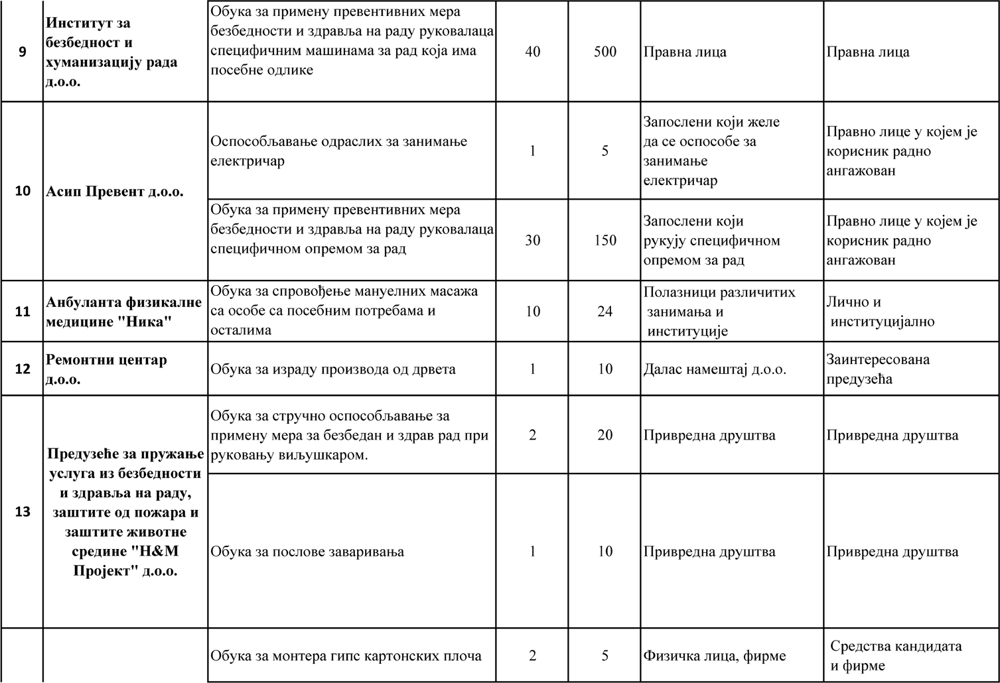 9
Институт за
безбедност и
хуманизацију рада
д.о.о.
Обука за примену превентивних мера
безбедности и здравља на раду руковалаца
специфичним машинама за рад која има
посебне одлике
40
500
Правна лица
Правна лица
10
Асип Превент д.о.о.
Оспособљавање одраслих за занимање
електричар
1
5
Запослени који желе
да се оспособе за
занимање
електричар
Правно лице у којем је
корисник радно
ангажован
Обука за примену превентивних мера
безбедности и здравља на раду руковалаца
специфичном опремом за рад
30
150
Запослени који
рукују специфичном
опремом за рад
Правно лице у којем је
корисник радно
ангажован
11
Анбуланта физикалне
медицине "Ника"
Обука за спровођење мануелних масажа
са особе са посебним потребама и
осталима
10
24
Полазници различитих
занимања и
институције
Лично и
институцијално
12
Ремонтни центар
д.о.о.
Обука за израду производа од дрвета
1
10
Далас намештај д.о.о.
Заинтересована
предузећа
13
Предузеће за пружање
услуга из безбедности
и здравља на раду,
заштите од пожара и
заштите животне
средине "Н&М
Пројект" д.о.о.
Обука за стручно оспособљавање за
примену мера за безбедан и здрав рад при
руковању виљушкаром.
2
20
Привредна друштва
Привредна друштва
Обука за послове заваривања
1
10
Привредна друштва
Привредна друштва
Обука за монтера гипс картонских плоча
2
5
Физичка лица, фирме
Средства кандидата
и фирме